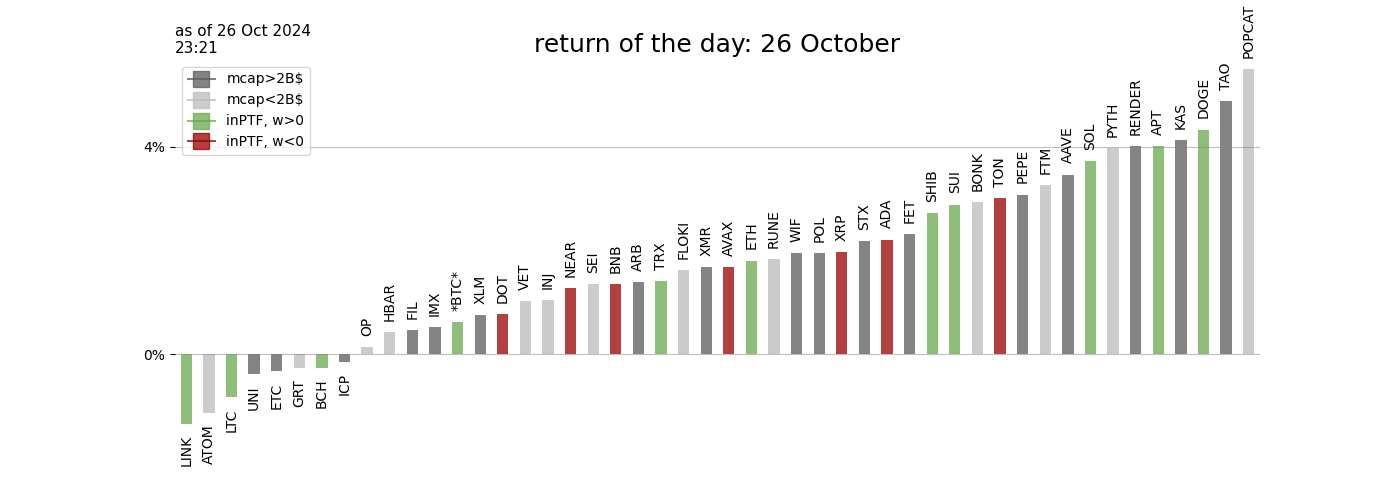 as of 26 Oct 2024
23:21
return of the day: 26 October
mcap>2B$
mcap<2B$
inPTF, w>0
inPTF, w<0
4%
0%
LINK
ATOM
LTC
UNI
ETC
GRT
BCH
ICP
OP
HBAR
FIL
IMX
*BTC*
XLM
DOT
VET
INJ
NEAR
SEI
BNB
ARB
TRX
FLOKI
XMR
AVAX
ETH
RUNE
WIF
POL
XRP
STX
ADA
FET
SHIB
SUI
BONK
TON
PEPE
FTM
AAVE
SOL
PYTH
RENDER
APT
KAS
DOGE
TAO
POPCAT